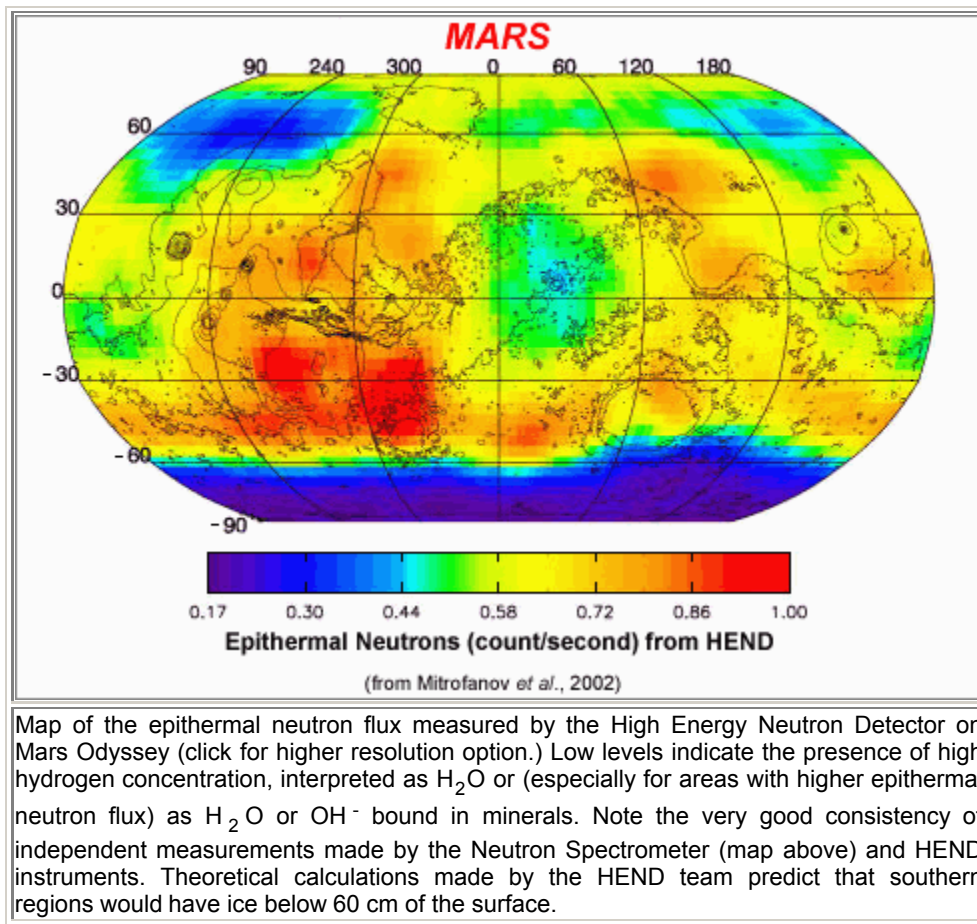 MARS
90 240 300 0 60 120 180
60
30
0
-30
-60
-90
0.17 0.30 0.44 0.58 0.72 0.86 1.00
Epithermal Neutrons (count/second) from HEND
(from Mitrofanov et al., 2002)
Map of the epithermal neutron flux measured by the High Energy Neutron Detector on
Mars Odyssey (click for higher resolution option.) Low levels indicate the presence of high
hydrogen concentration, interpreted as H₂O or (especially for areas with higher epitherma
neutron flux) as H₂O or OH⁻ bound in minerals. Note the very good consistency of
independent measurements made by the Neutron Spectrometer (map above) and HEND
instruments. Theoretical calculations made by the HEND team predict that southern
regions would have ice below 60 cm of the surface.